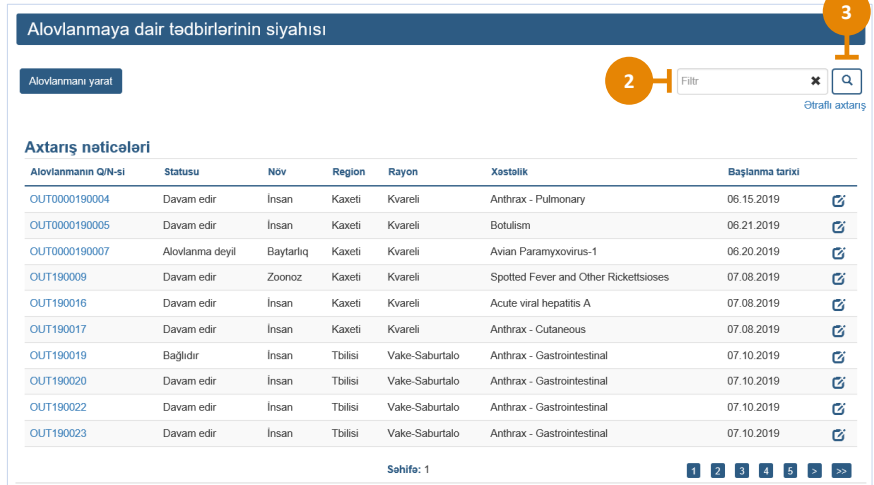 3
Alovlanmaya dair tədbirlərinin siyahısı
Alovlanmanı yarat
2
Filtr
Ətraflı axtarış
Axtarış nəticələri
Alovlanmanın Q/N-si Statusu Növ Region Rayon Xəstəlik Başlanma tarixi
OUT0000190004 Davam edir İnsan Kaxeti Kvareli Anthrax - Pulmonary 06.15.2019
OUT0000190005 Davam edir İnsan Kaxeti Kvareli Botulism 06.21.2019
OUT0000190007 Alovlanma deyil Baytarlıq Kaxeti Kvareli Avian Paramyxovirus-1 06.20.2019
OUT190009 Davam edir Zoonoz Kaxeti Kvareli Spotted Fever and Other Rickettsioses 07.08.2019
OUT190016 Davam edir İnsan Kaxeti Kvareli Acute viral hepatitis A 07.08.2019
OUT190017 Davam edir İnsan Kaxeti Kvareli Anthrax - Cutaneous 07.08.2019
OUT190019 Bağlıdır İnsan Tbilisi Vake-Saburtalo Anthrax - Gastrointestinal 07.10.2019
OUT190020 Davam edir İnsan Tbilisi Vake-Saburtalo Anthrax - Gastrointestinal 07.10.2019
OUT190022 Davam edir İnsan Tbilisi Vake-Saburtalo Anthrax - Gastrointestinal 07.10.2019
OUT190023 Davam edir İnsan Tbilisi Vake-Saburtalo Anthrax - Gastrointestinal 07.10.2019
Səhifə: 1 1 2 3 4 5 > >>